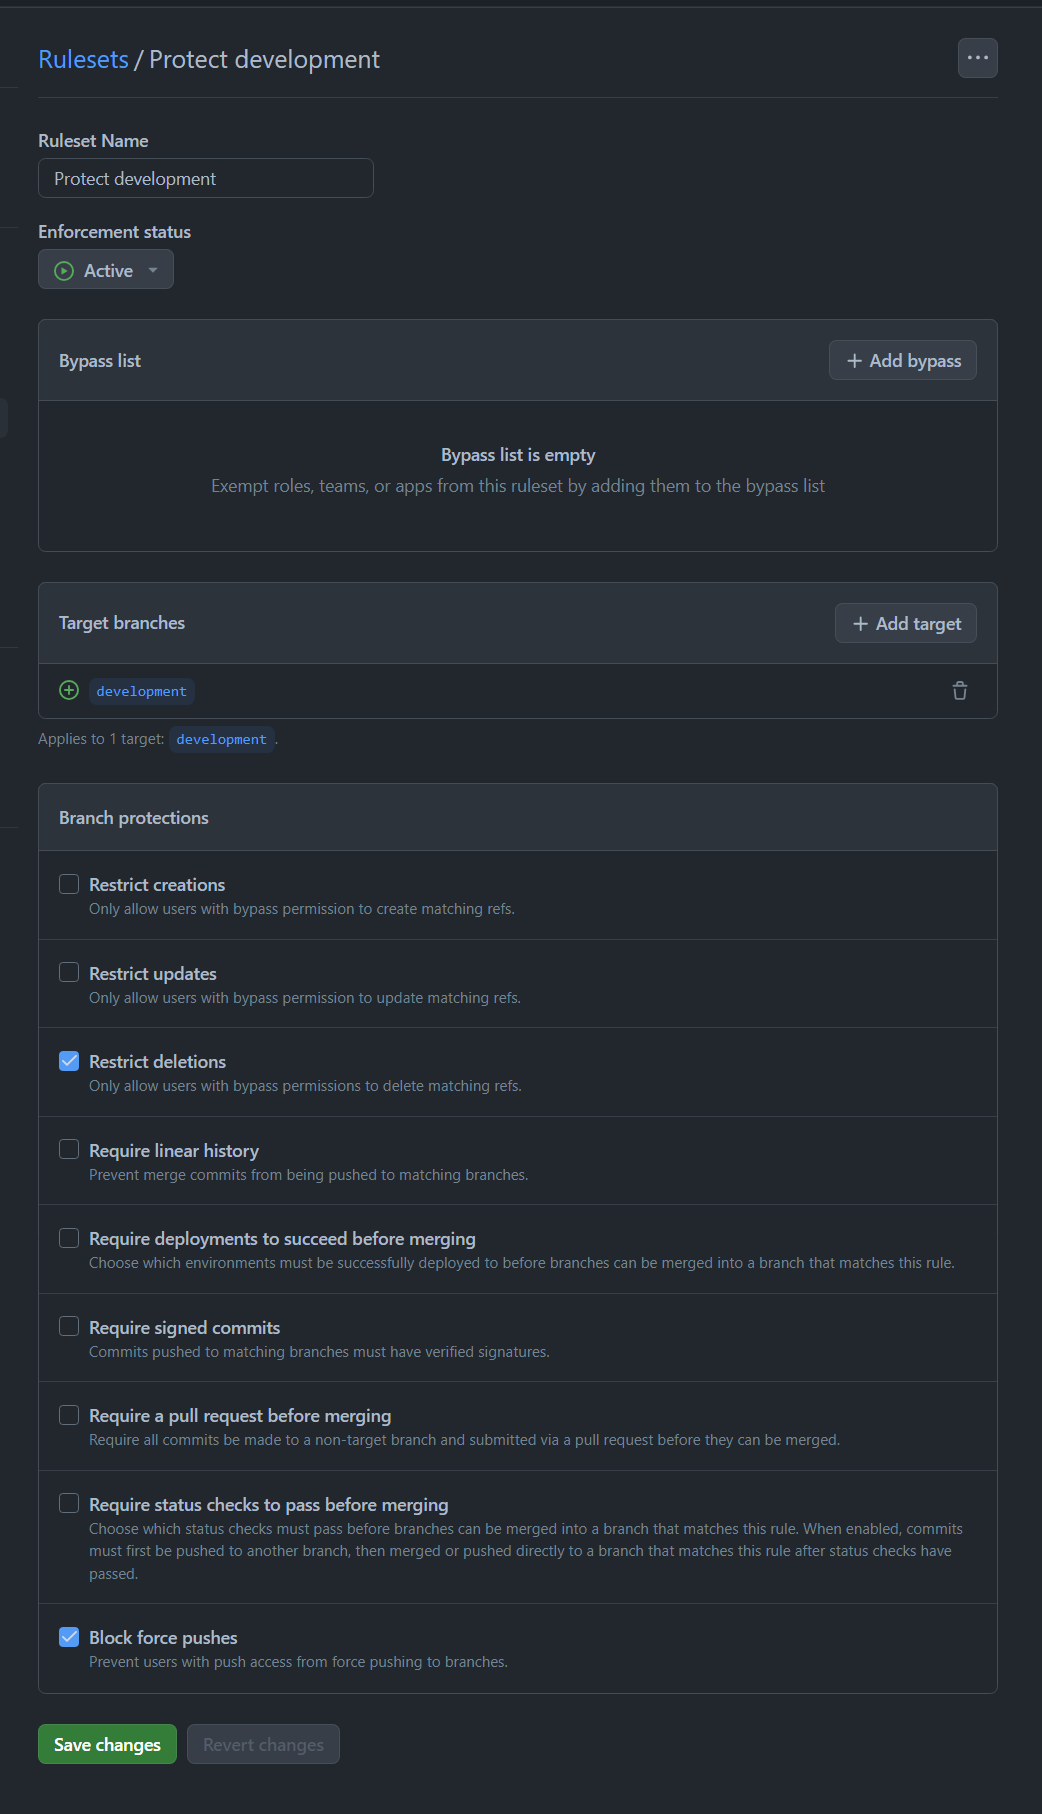 Rulesets / Protect development
Ruleset Name
Protect development
Enforcement status
Active
Bypass list
Add bypass
Bypass list is empty
Exempt roles, teams, or apps from this ruleset by adding them to the bypass list
Target branches
Add target
development
Applies to 1 target: development.
Branch protections
Restrict creations
Only allow users with bypass permission to create matching refs.
Restrict updates
Only allow users with bypass permission to update matching refs.
Restrict deletions
Only allow users with bypass permissions to delete matching refs.
Require linear history
Prevent merge commits from being pushed to matching branches.
Require deployments to succeed before merging
Choose which environments must be successfully deployed to before branches can be merged into a branch that matches this rule.
Require signed commits
Commits pushed to matching branches must have verified signatures.
Require a pull request before merging
Require all commits be made to a non-target branch and submitted via a pull request before they can be merged.
Require status checks to pass before merging
Choose which status checks must pass before branches can be merged into a branch that matches this rule. When enabled, commits
must first be pushed to another branch, then merged or pushed directly to a branch that matches this rule after status checks have
passed.
Block force pushes
Prevent users with push access from force pushing to branches.
Save changes
Revert changes